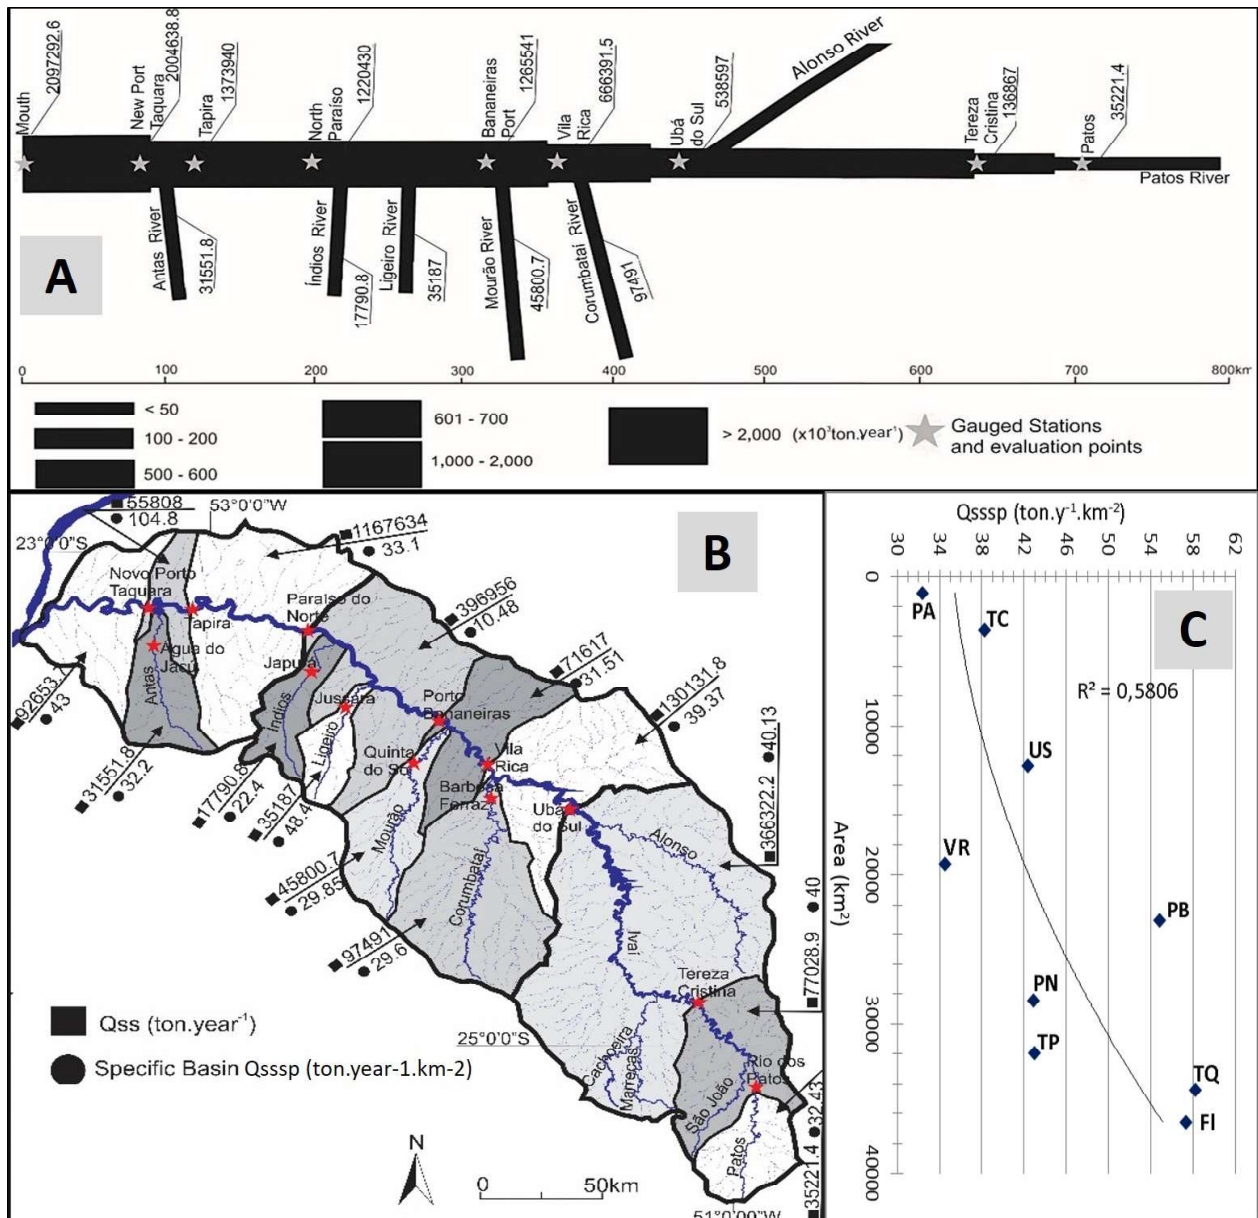 Mouth
2097292.6
New Port
Taquara
2004638.8
Tapira
1373940
North
Paraíso
1220430
Bananeiras
Port
1265541
Vila
Rica
666391.5
Ubá
do Sul
538597
Alonso River
Tereza
Cristina
136867
Patos
35221.4
Patos River
Antas River
31551.8
Índios River
17790.8
Ligeiro River
35187
Mourão River
45800.7
Corumbataí River
97491
A
0 100 200 300 400 500 600 700 800km
< 50
100 - 200
500 - 600
601 - 700
1,000 - 2,000
> 2,000 (x10³ton.year¹)
Gauged Stations
and evaluation points
B
55808
104.8
53°0'0"W
23°0'0"S
1167634
33.1
396956
10.48
71617
31.51
130131.8
39.37
366322.2
40.13
77028.9
40
35221.4
32.43
92653.7
43
31551.8
32.2
17790.8
22.4
35187
48.4
45800.7
29.85
97491
29.6
Novo Porto
Taquara
Tapira
Água do
Jacú
Antas
Paraíso do
Norte
Japurá
Índios
Jussara
Ligeiro
Porto
Bananeiras
Quinta
do Sol
Mourão
Vila
Rica
Barbosa
Ferraz
Corumbataí
Ubá
do Sul
Alonso
Ivaí
Tereza
Cristina
Cachoeira
Marrecas
São João
Rio dos
Patos
Patos
25°0'0"S
51°0'0"W
Qss (ton.year⁻¹)
Specific Basin Qsssp (ton.year-1.km-2)
N
0 50km
C
Qsssp (ton.y⁻¹.km⁻²)
30 34 38 42 46 50 54 58 62
Area (km²)
0
10000
20000
30000
40000
R² = 0,5806
PA
TC
US
VR
PB
PN
TP
TQ
FI